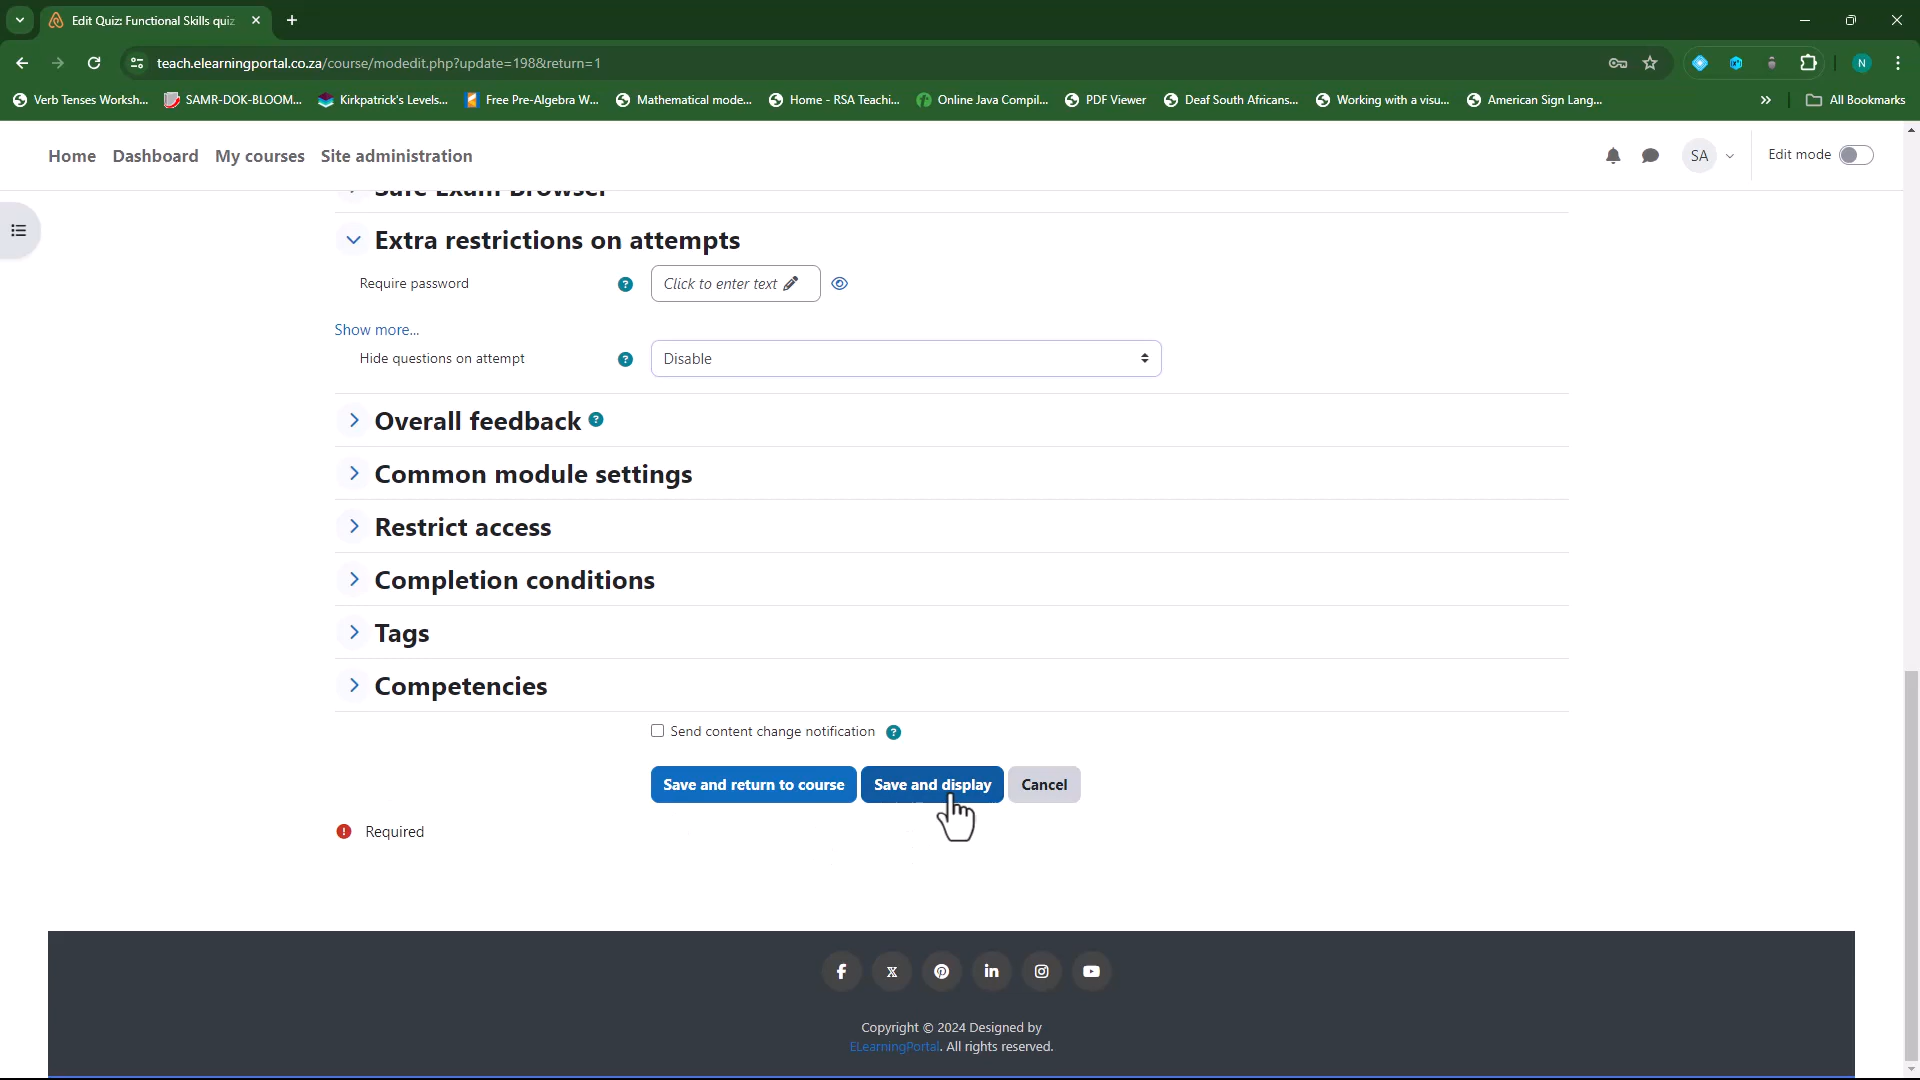 Edit Quiz: Functional Skills quiz
teach.elearningportal.co.za/course/modedit.php?update=198&return=1
N
Verb Tenses Worksh...
SAMR-DOK-BLOOM...
Kirkpatrick's Levels...
Free Pre-Algebra W...
Mathematical mode...
Home - RSA Teachi...
Online Java Compil...
PDF Viewer
Deaf South Africans...
Working with a visu...
American Sign Lang...
All Bookmarks
Home
Dashboard
My courses
Site administration
SA
Edit mode
Safe Exam Browser
Extra restrictions on attempts
Require password
Click to enter text
Show more...
Hide questions on attempt
Disable
Overall feedback
Common module settings
Restrict access
Completion conditions
Tags
Competencies
Send content change notification
Save and return to course
Save and display
Cancel
Required
Copyright © 2024 Designed by
ELearningPortal. All rights reserved.